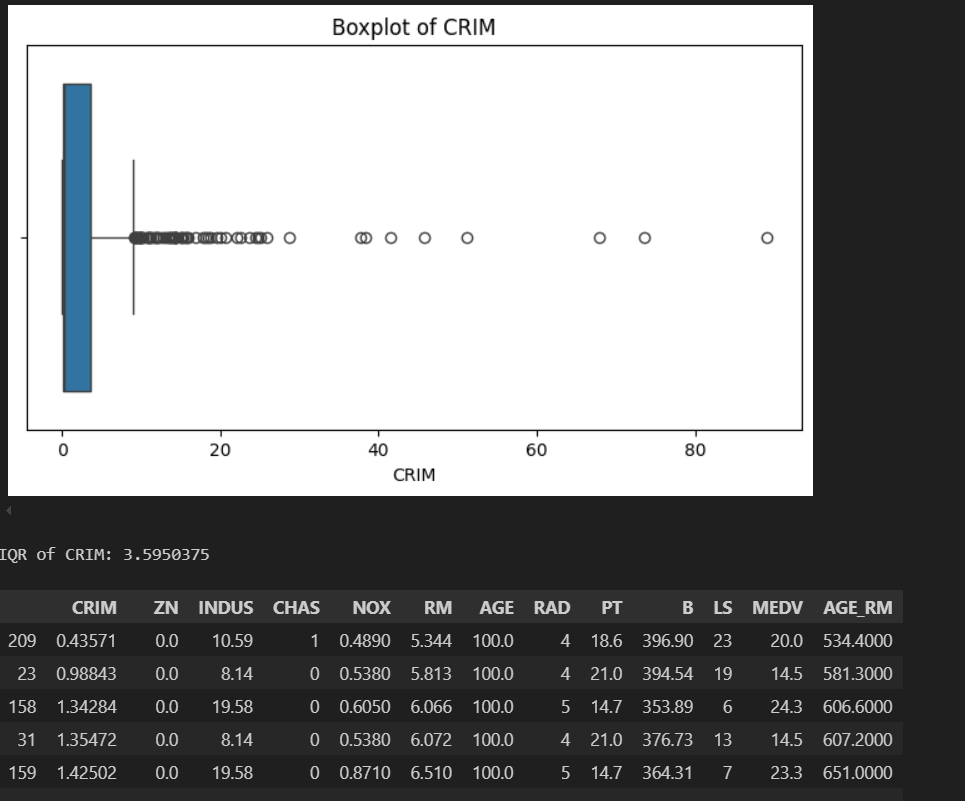 Boxplot of CRIM
0 20 40 60 80
CRIM
IQR of CRIM: 3.5950375
CRIM ZN INDUS CHAS NOX RM AGE RAD PT B LS MEDV AGE_RM
209 0.43571 0.0 10.59 1 0.4890 5.344 100.0 4 18.6 396.90 23 20.0 534.4000
23 0.98843 0.0 8.14 0 0.5380 5.813 100.0 4 21.0 394.54 19 14.5 581.3000
158 1.34284 0.0 19.58 0 0.6050 6.066 100.0 5 14.7 353.89 6 24.3 606.6000
31 1.35472 0.0 8.14 0 0.5380 6.072 100.0 4 21.0 376.73 13 14.5 607.2000
159 1.42502 0.0 19.58 0 0.8710 6.510 100.0 5 14.7 364.31 7 23.3 651.0000